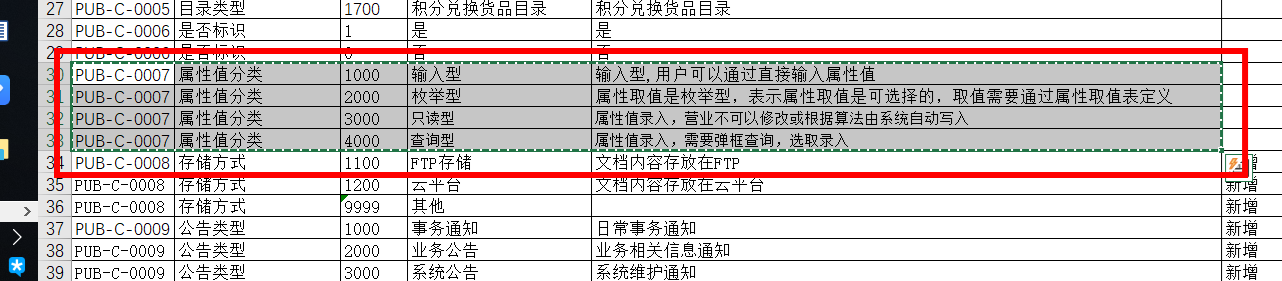 27 PUB-C-0005 目录类型 1700 积分兑换货品目录 积分兑换货品目录
28 PUB-C-0006 是否标识 1 是 是
29 PUB-C-0006 是否标识 0 否 否
30 PUB-C-0007 属性值分类 1000 输入型 输入型,用户可以通过直接输入属性值
31 PUB-C-0007 属性值分类 2000 枚举型 属性取值是枚举型，表示属性取值是可选择的，取值需要通过属性取值表定义
32 PUB-C-0007 属性值分类 3000 只读型 属性值录入，营业不可以修改或根据算法由系统自动写入
33 PUB-C-0007 属性值分类 4000 查询型 属性值录入，需要弹框查询，选取录入
34 PUB-C-0008 存储方式 1100 FTP存储 文档内容存放在FTP 增
35 PUB-C-0008 存储方式 1200 云平台 文档内容存放在云平台 新增
36 PUB-C-0008 存储方式 9999 其他 新增
37 PUB-C-0009 公告类型 1000 事务通知 日常事务通知 新增
38 PUB-C-0009 公告类型 2000 业务公告 业务相关信息通知 新增
39 PUB-C-0009 公告类型 3000 系统公告 系统维护通知 新增